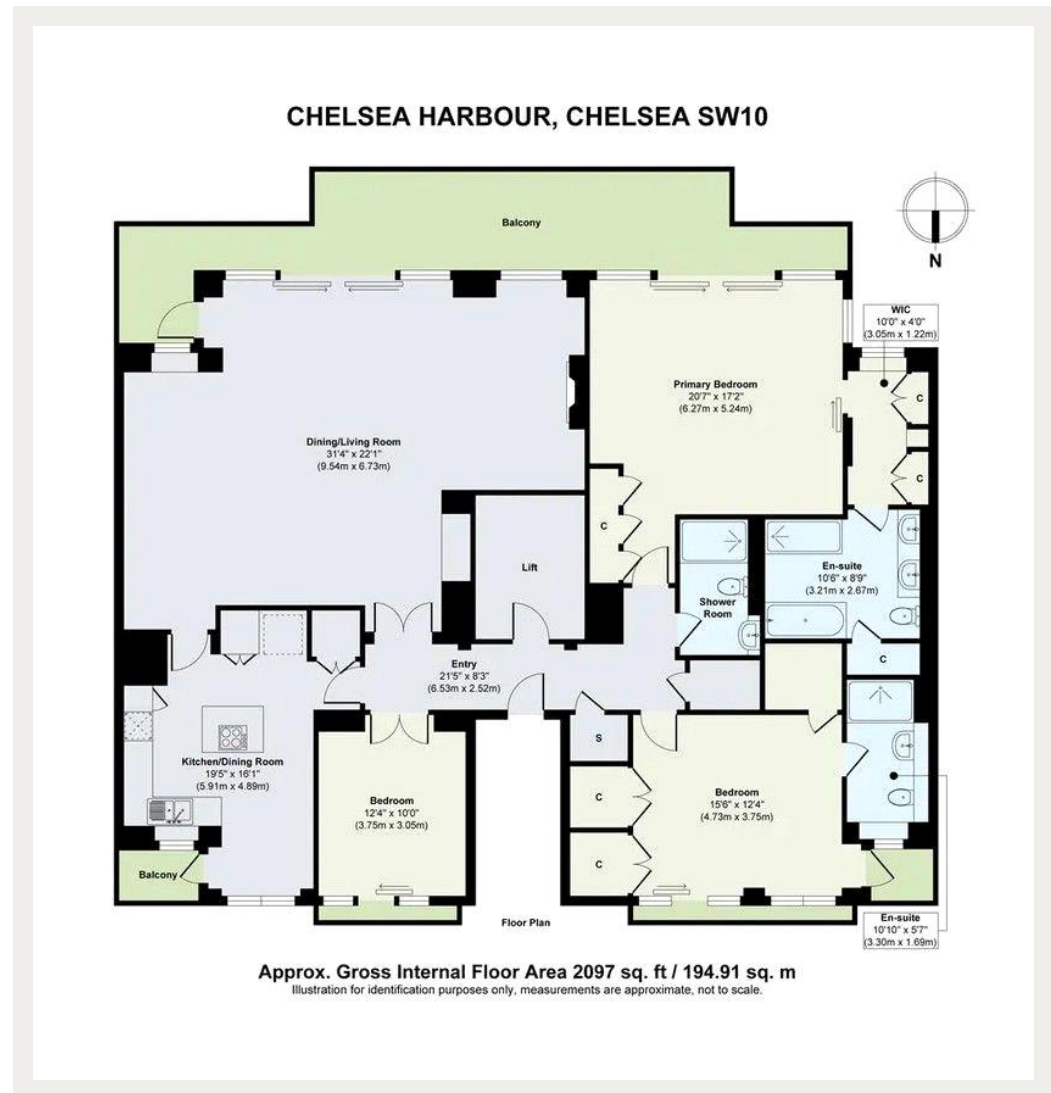 CHELSEA HARBOUR, CHELSEA SW10
Balcony
N
WIC
10'0" x 4'0"
(3.05m x 1.22m)
Primary Bedroom
20'7" x 17'2"
(6.27m x 5.24m)
C
Dining/Living Room
31'4" x 22'1"
(9.54m x 6.73m)
C
C
Lift
En-suite
10'6" x 8'9"
(3.21m x 2.67m)
Shower
Room
C
Entry
21'5" x 8'3"
(6.53m x 2.52m)
S
Kitchen/Dining Room
19'5" x 16'1"
(5.91m x 4.89m)
Bedroom
12'4" x 10'0"
(3.75m x 3.05m)
C
Bedroom
15'6" x 12'4"
(4.73m x 3.75m)
C
Balcony
En-suite
10'10" x 5'7"
(3.30m x 1.69m)
Floor Plan
Approx. Gross Internal Floor Area 2097 sq. ft / 194.91 sq. m
Illustration for identification purposes only, measurements are approximate, not to scale.